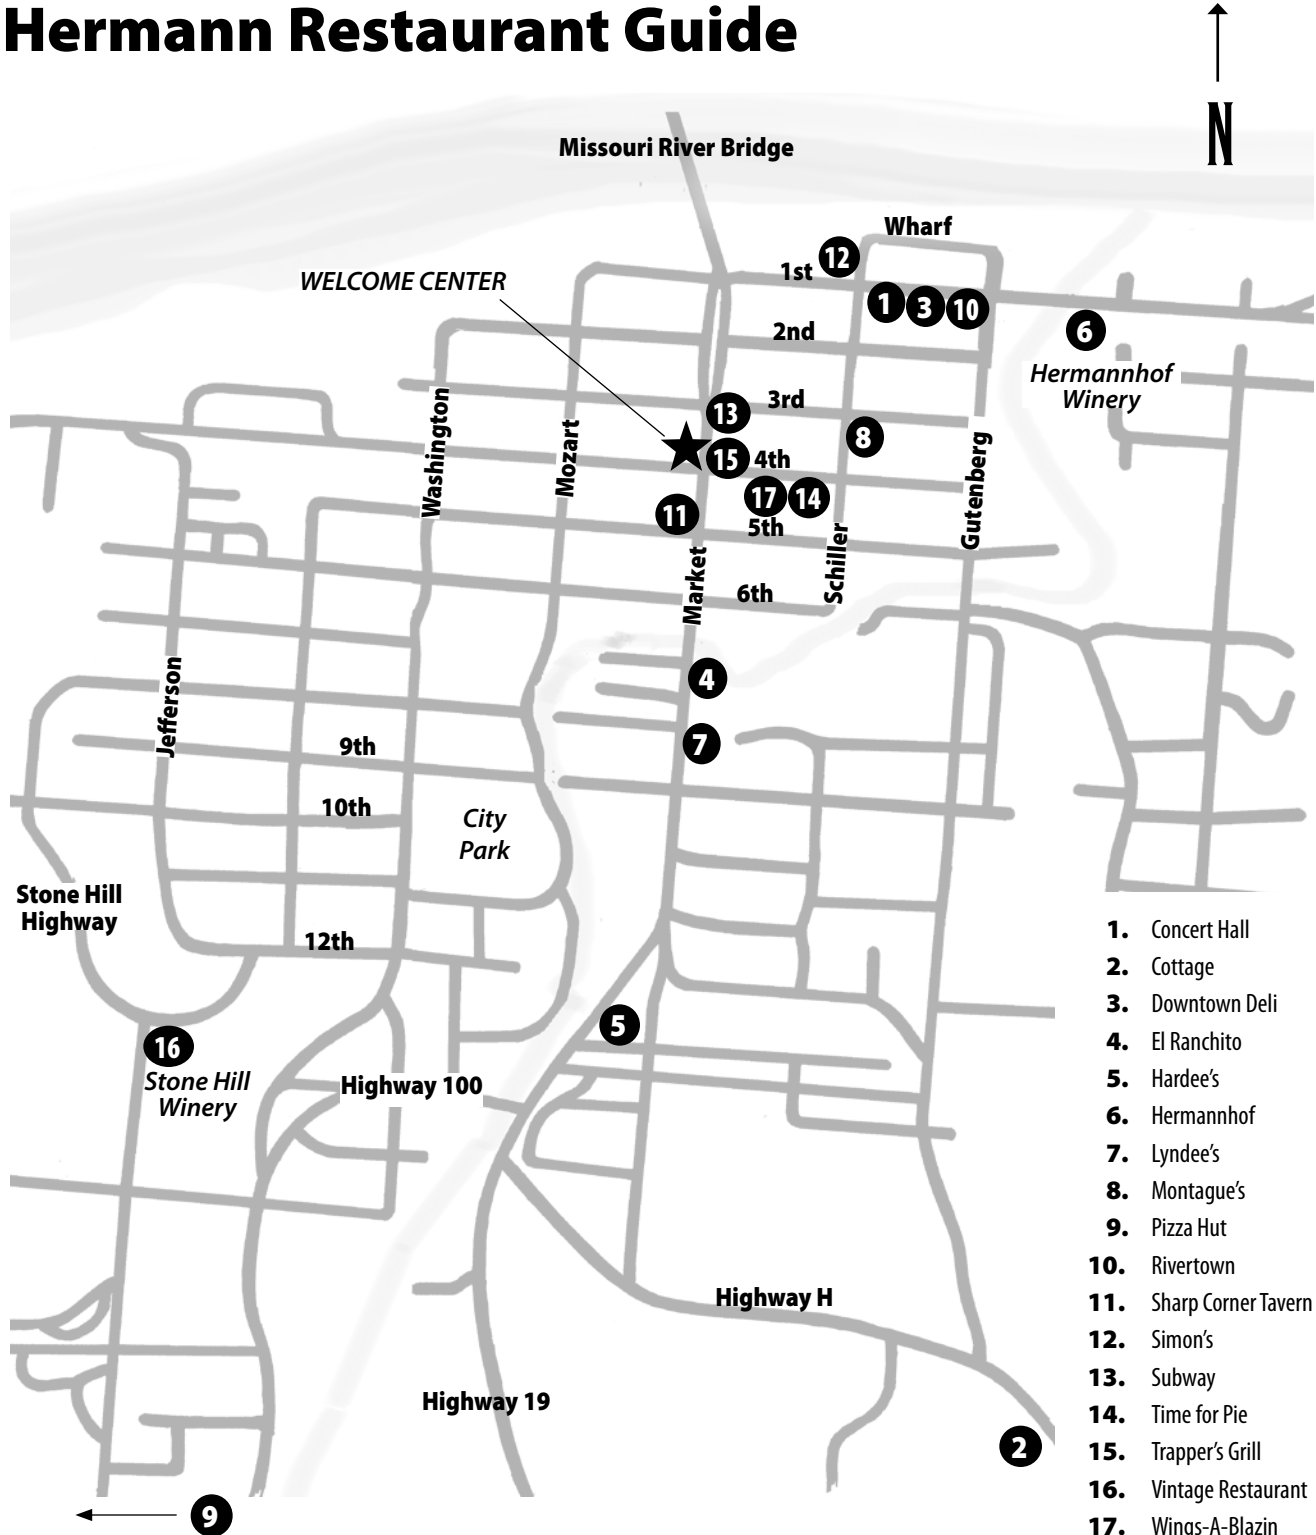 Hermann Restaurant Guide
N
Missouri River Bridge
Wharf
12
1st
WELCOME CENTER
1 3 10
6
2nd
Hermannhof
Winery
3rd
13
8
Washington
Mozart
15
4th
Gutenberg
17 14
11
5th
Schiller
Market
6th
4
Jefferson
7
9th
10th
City
Park
Stone Hill
Highway
12th
5
16
Stone Hill
Winery
Highway 100
Highway H
Highway 19
2
9
1. Concert Hall
2. Cottage
3. Downtown Deli
4. El Ranchito
5. Hardee's
6. Hermannhof
7. Lyndee's
8. Montague's
9. Pizza Hut
10. Rivertown
11. Sharp Corner Tavern
12. Simon's
13. Subway
14. Time for Pie
15. Trapper's Grill
16. Vintage Restaurant
17. Wings-A-Blazin